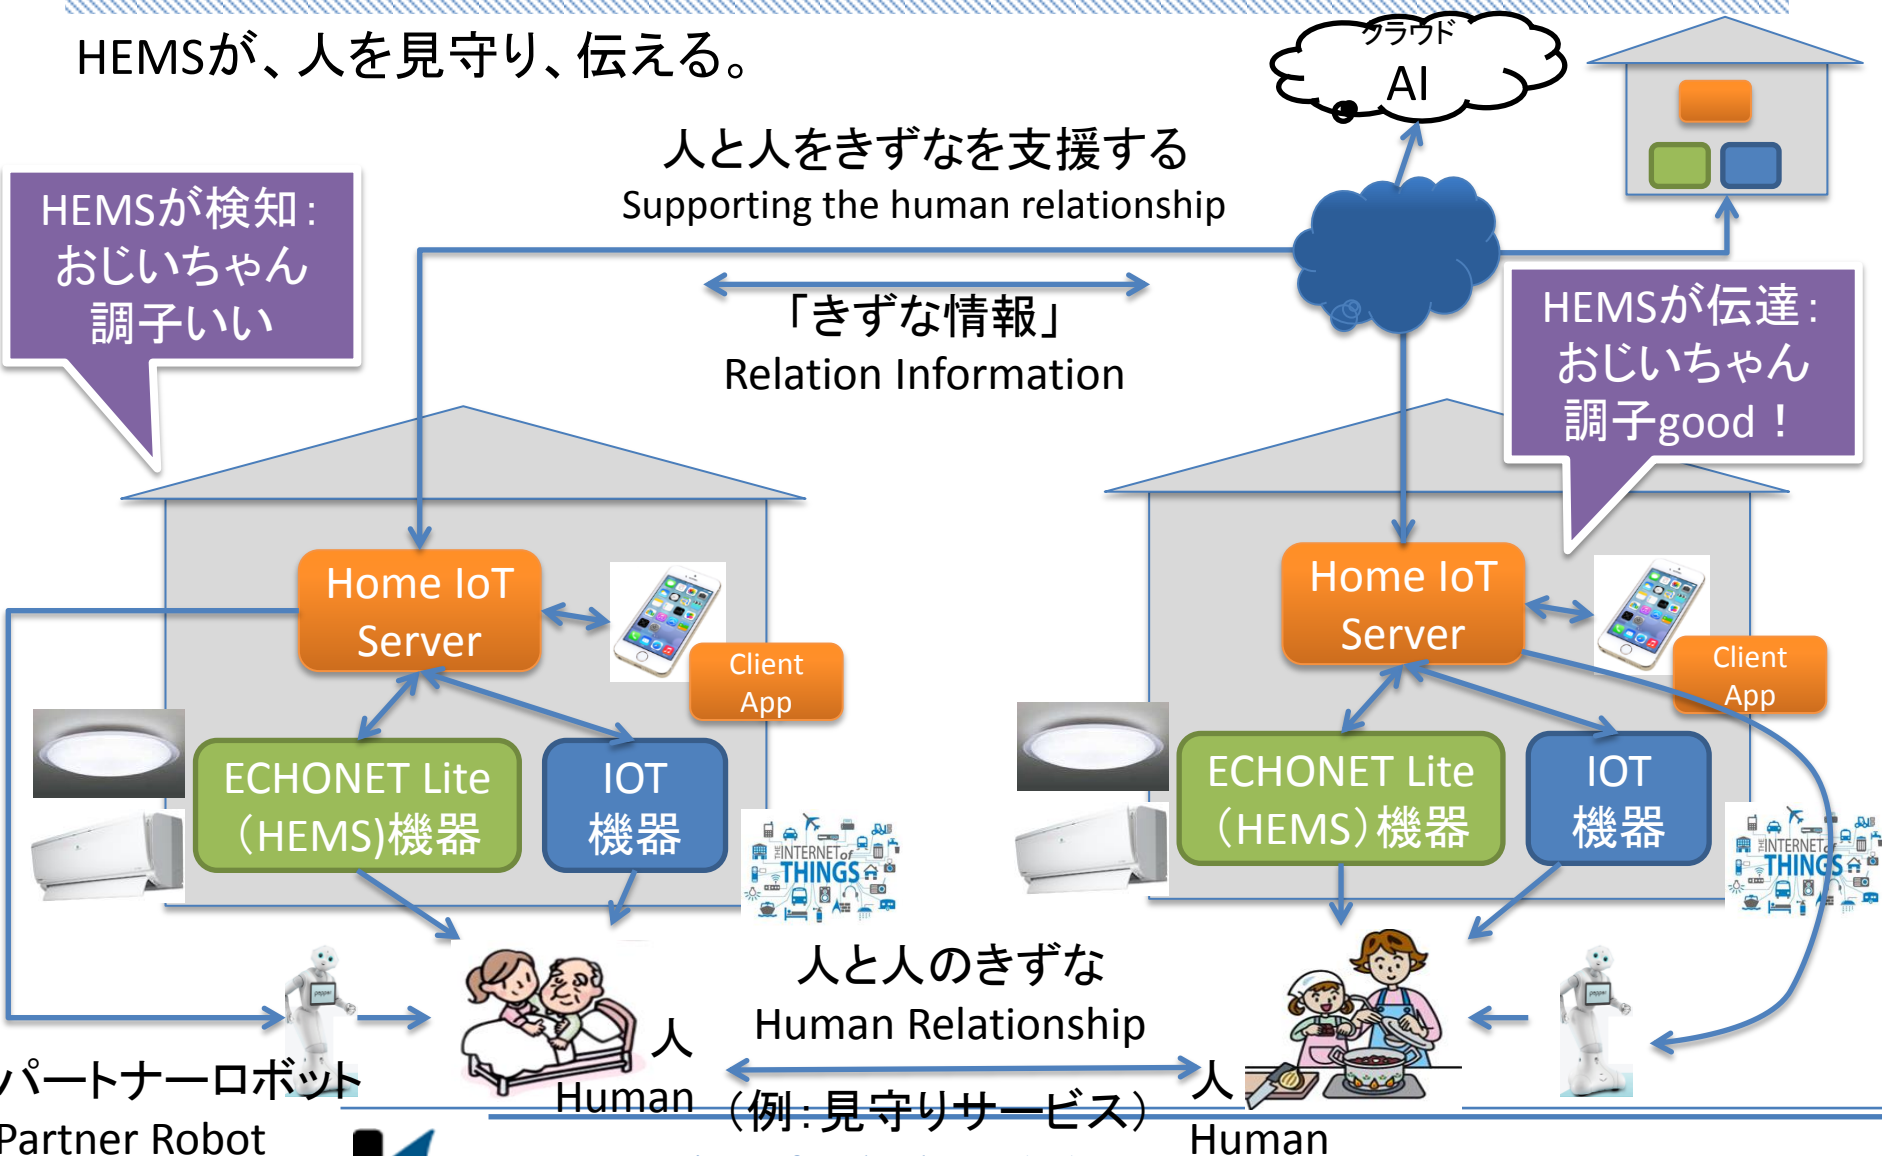 HEMSが、人を見守り、伝える。
クラウド
AI
人と人をきずなを支援する
Supporting the human relationship
HEMSが検知：
おじいちゃん
調子いい
「きずな情報」
Relation Information
HEMSが伝達：
おじいちゃん
調子good！
Home IoT
Server
Client
App
ECHONET Lite
（HEMS)機器
IOT
機器
THE INTERNET of
THINGS
Home IoT
Server
Client
App
ECHONET Lite
（HEMS）機器
IOT
機器
THE INTERNET of
THINGS
pepper
人
Human
人と人のきずな
Human Relationship
（例：見守りサービス）
人
Human
pepper
パートナーロボット
Partner Robot